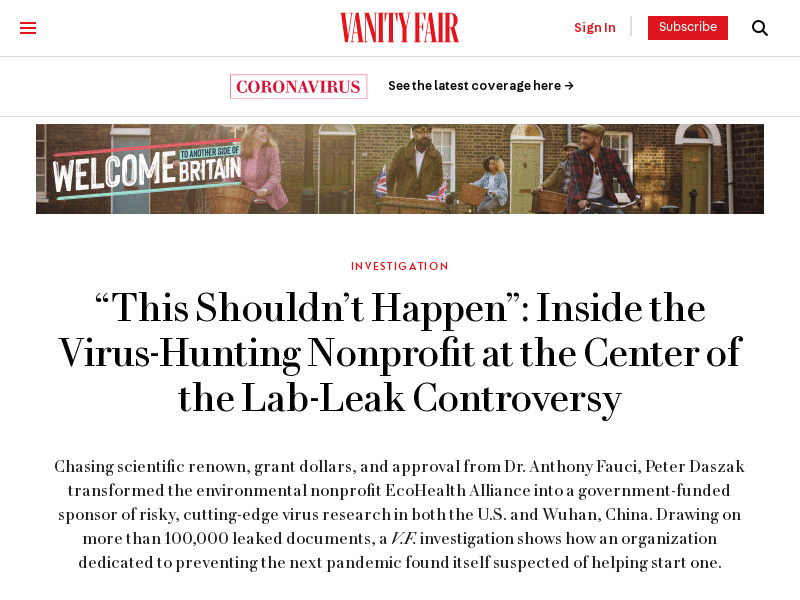 VANITY FAIR
Sign In
Subscribe
CORONAVIRUS
See the latest coverage here →
WELCOME
TO ANOTHER SIDE OF
BRITAIN
INVESTIGATION
“This Shouldn’t Happen”: Inside the
Virus-Hunting Nonprofit at the Center of
the Lab-Leak Controversy
Chasing scientific renown, grant dollars, and approval from Dr. Anthony Fauci, Peter Daszak
transformed the environmental nonprofit EcoHealth Alliance into a government-funded
sponsor of risky, cutting-edge virus research in both the U.S. and Wuhan, China. Drawing on
more than 100,000 leaked documents, a V.F. investigation shows how an organization
dedicated to preventing the next pandemic found itself suspected of helping start one.